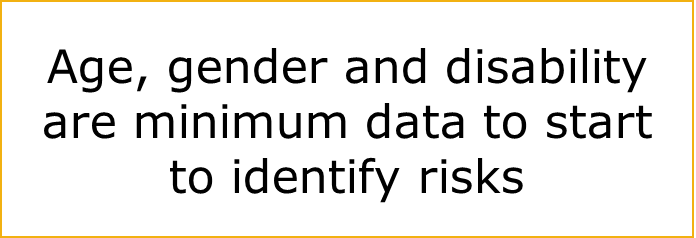 Age, gender and disability
are minimum data to start
to identify risks